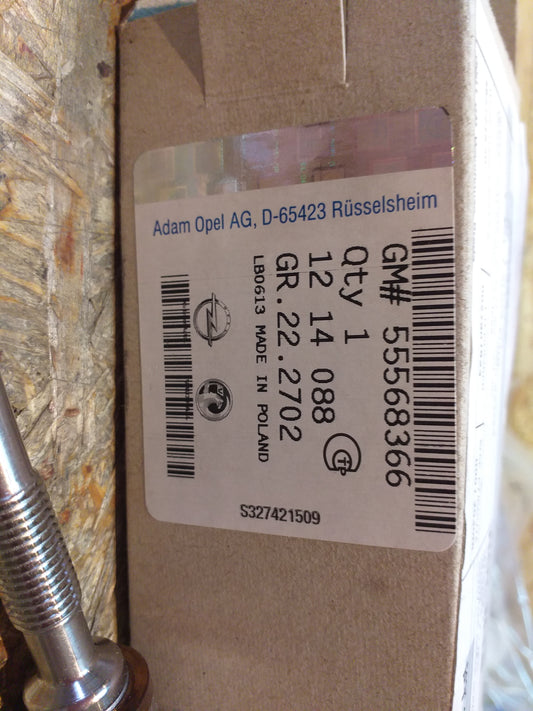 Adam Opel AG, D-65423 Rüsselsheim
GM# 55568366
Qty 1
12 14 088
GR.22.2702
LB0613 MADE IN POLAND
S327421509